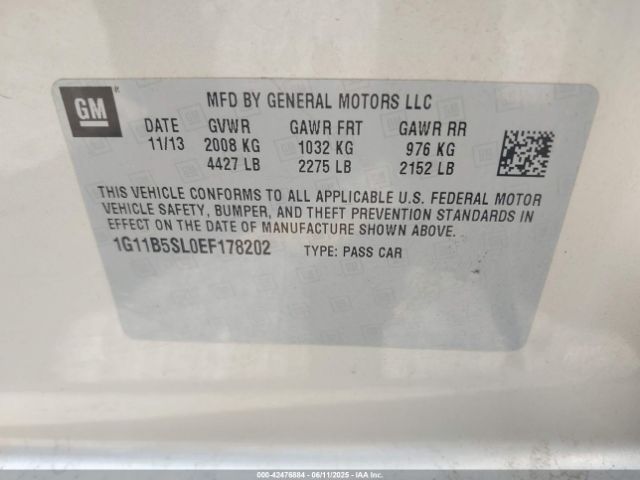 GM
MFD BY GENERAL MOTORS LLC
DATE GVWR GAWR FRT GAWR RR
11/13 2008 KG 1032 KG 976 KG
4427 LB 2275 LB 2152 LB
THIS VEHICLE CONFORMS TO ALL APPLICABLE U.S. FEDERAL MOTOR
VEHICLE SAFETY, BUMPER, AND THEFT PREVENTION STANDARDS IN
EFFECT ON THE DATE OF MANUFACTURE SHOWN ABOVE.
1G11B5SL0EF178202 TYPE: PASS CAR
000-42476884 - 06/11/2025 - IAA Inc.